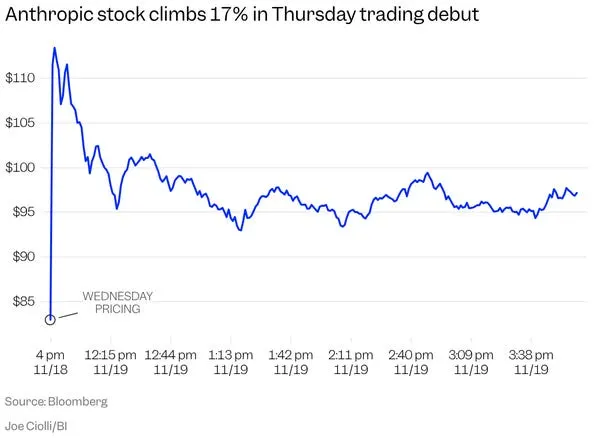 Anthropic stock climbs 17% in Thursday trading debut
$110
$105
$100
$95
$90
$85
WEDNESDAY
PRICING
4 pm 12:15 pm 12:44 pm 1:13 pm 1:42 pm 2:11 pm 2:40 pm 3:09 pm 3:38 pm
11/18 11/19 11/19 11/19 11/19 11/19 11/19 11/19 11/19
Source: Bloomberg
Joe Ciolli/BI